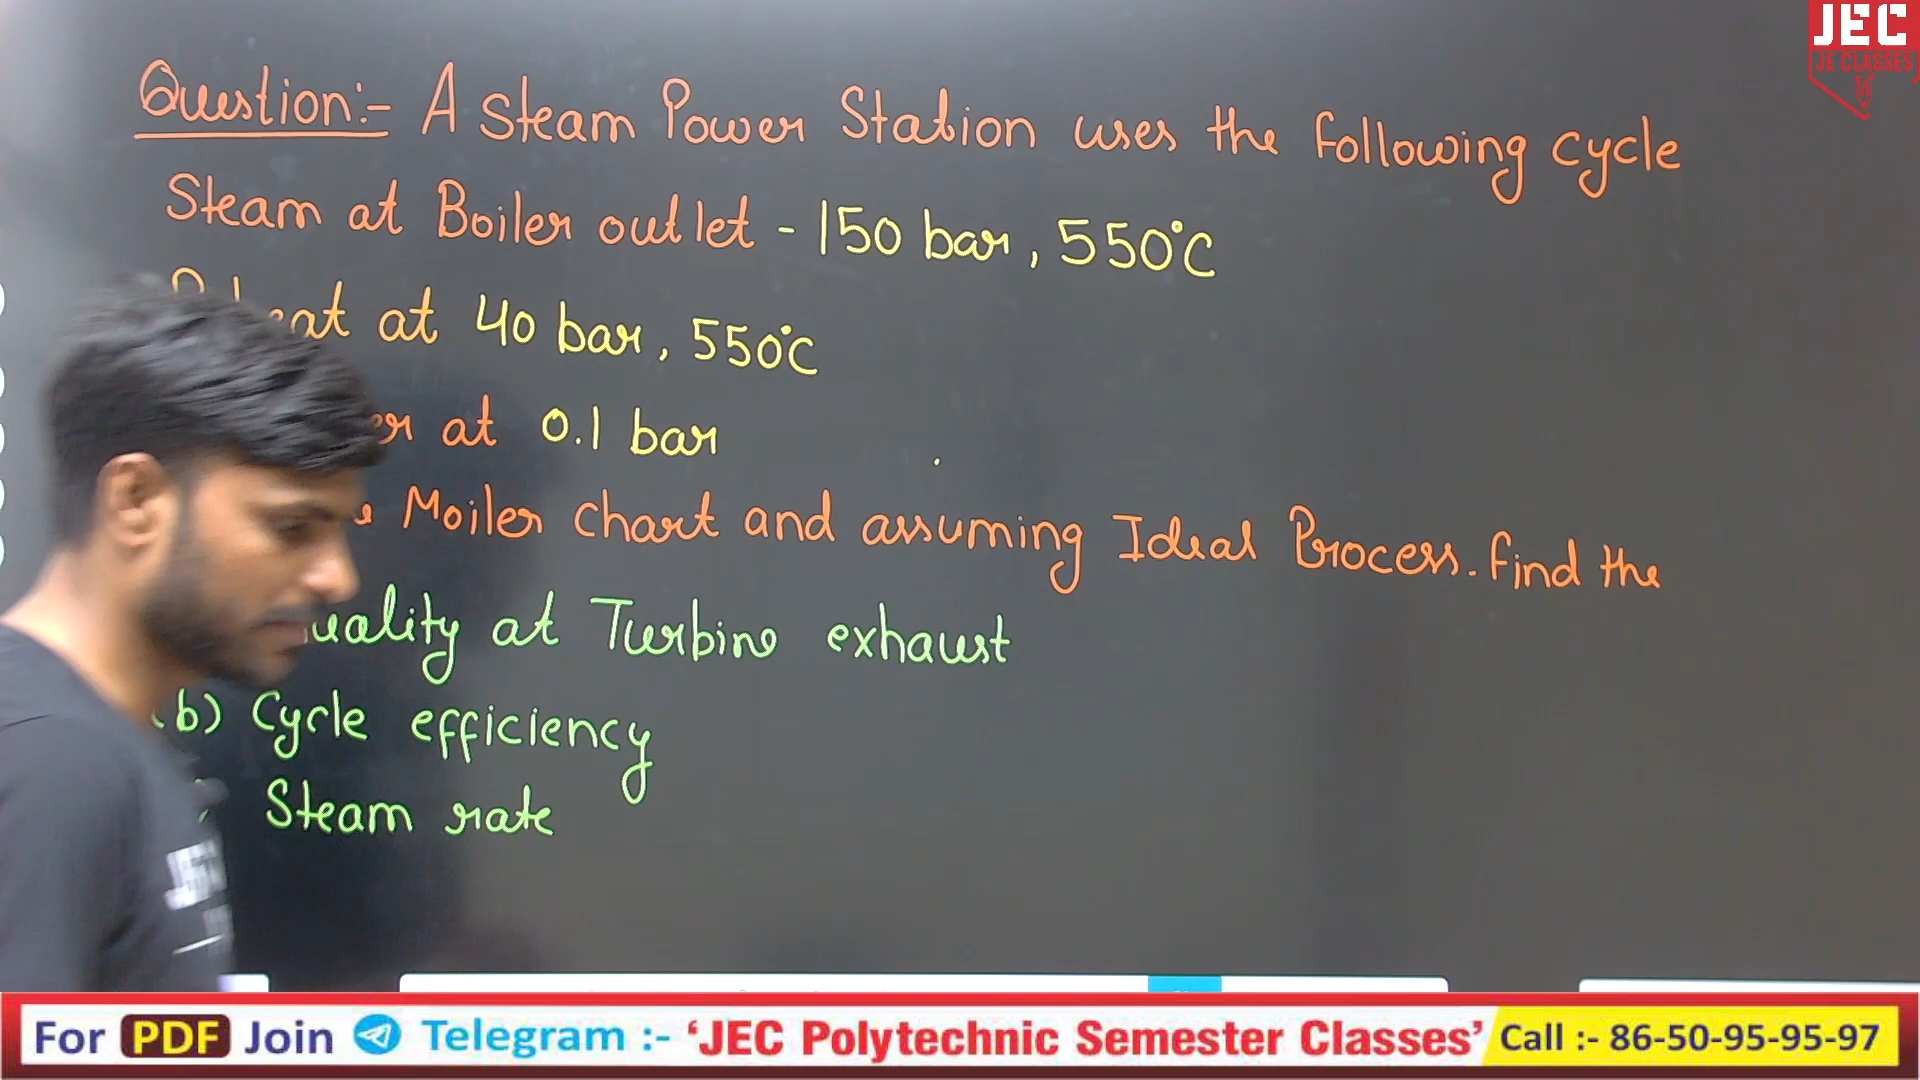 JEC
JE CLASSES
Question:- A Steam Power Station uses the following cycle
Steam at Boiler outlet - 150 bar, 550°C
at 40 bar, 550°C
at 0.1 bar
Moiler chart and assuming Ideal Process. find the
uality at Turbine exhaust
(b) Cycle efficiency
Steam rate
For PDF Join Telegram :- 'JEC Polytechnic Semester Classes' Call :- 86-50-95-95-97